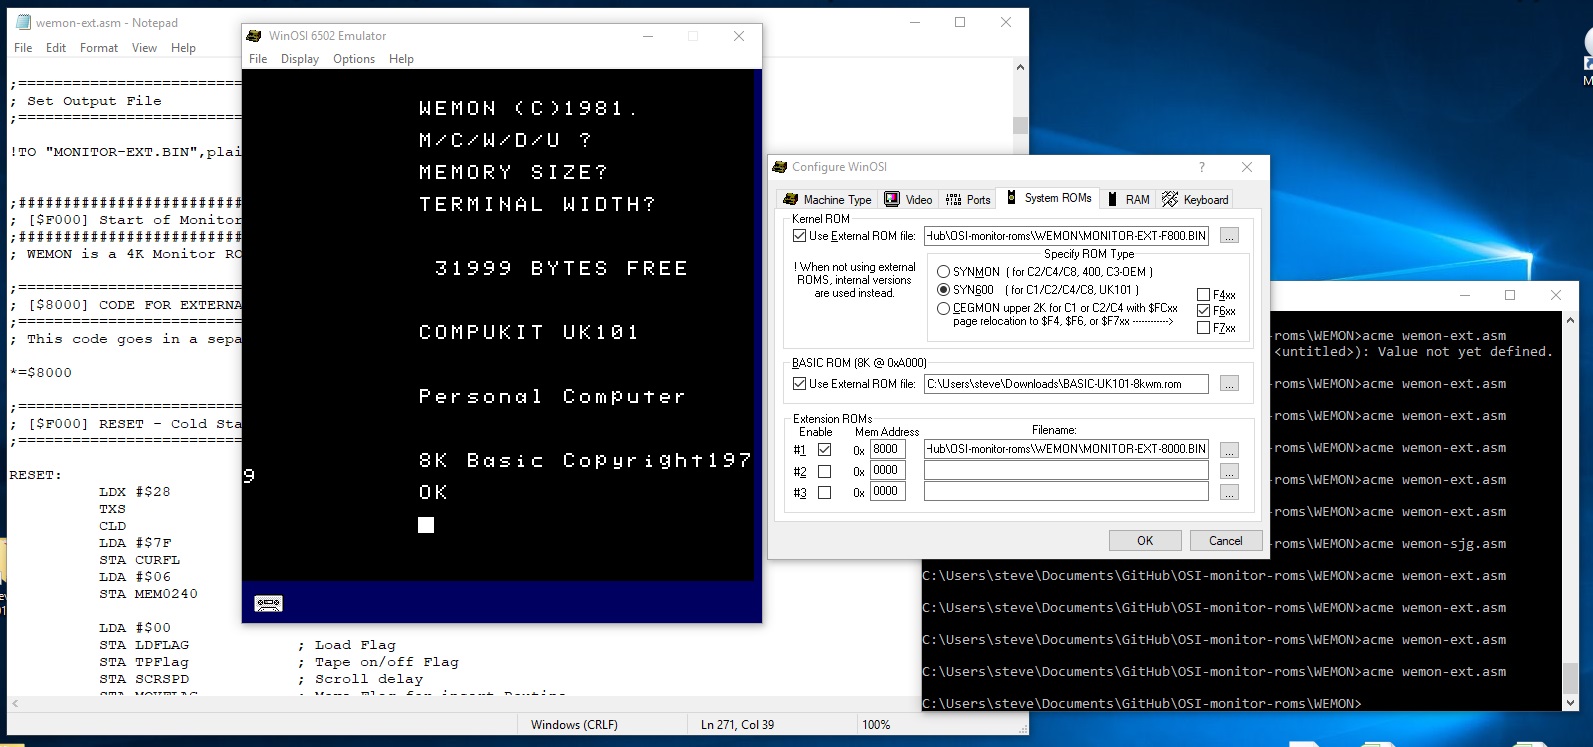 wemon-ext.asm - Notepad
File Edit Format View Help
;=========================
; Set Output File
;=========================
!TO "MONITOR-EXT.BIN",plai
;#########################
; [$F000] Start of Monitor
;#########################
; WEMON is a 4K Monitor RO
;=========================
; [$8000] CODE FOR EXTERNA
;=========================
; This code goes in a sepa
*=$8000
;=========================
; [$F000] RESET - Cold Sta
;=========================
RESET:
LDX #$28
TXS
CLD
LDA #$7F
STA CURFL
LDA #$06
STA MEM0240
LDA #$00
STA LDFLAG ; Load Flag
STA TPFlag ; Tape on/off Flag
STA SCRSPD ; Scroll delay
Windows (CRLF) Ln 271, Col 39 100%
WinOSI 6502 Emulator
File Display Options Help
WEMON (C)1981.
M/C/W/D/U ?
MEMORY SIZE?
TERMINAL WIDTH?
31999 BYTES FREE
COMPUKIT UK101
Personal Computer
8K Basic Copyright197
9
OK
Configure WinOSI
Machine Type Video Ports System ROMs RAM Keyboard
Kernel ROM
Use External ROM file: Hub\OSI-monitor-roms\WEMON\MONITOR-EXT-F800.BIN ...
! When not using external
ROMS, internal versions
are used instead.
Specify ROM Type
SYNMON ( for C2/C4/C8, 400, C3-OEM )
SYN600 ( for C1/C2/C4/C8, UK101 )
CEGMON upper 2K for C1 or C2/C4 with $FCxx
page relocation to $F4, $F6, or $F7xx ----------->
F4xx
F6xx
F7xx
BASIC ROM (8K @ 0xA000)
Use External ROM file: C:\Users\steve\Downloads\BASIC-UK101-8kwm.rom ...
Extension ROMs
Enable Mem Address Filename:
#1 0x 8000 Hub\OSI-monitor-roms\WEMON\MONITOR-EXT-8000.BIN ...
#2 0x 0000 ...
#3 0x 0000 ...
OK Cancel
-roms\WEMON>acme wemon-ext.asm
<untitled>): Value not yet defined.
-roms\WEMON>acme wemon-ext.asm
-roms\WEMON>acme wemon-ext.asm
-roms\WEMON>acme wemon-ext.asm
-roms\WEMON>acme wemon-ext.asm
-roms\WEMON>acme wemon-ext.asm
-roms\WEMON>acme wemon-sjg.asm
C:\Users\steve\Documents\GitHub\OSI-monitor-roms\WEMON>acme wemon-ext.asm
C:\Users\steve\Documents\GitHub\OSI-monitor-roms\WEMON>acme wemon-ext.asm
C:\Users\steve\Documents\GitHub\OSI-monitor-roms\WEMON>acme wemon-ext.asm
C:\Users\steve\Documents\GitHub\OSI-monitor-roms\WEMON>acme wemon-ext.asm
C:\Users\steve\Documents\GitHub\OSI-monitor-roms\WEMON>